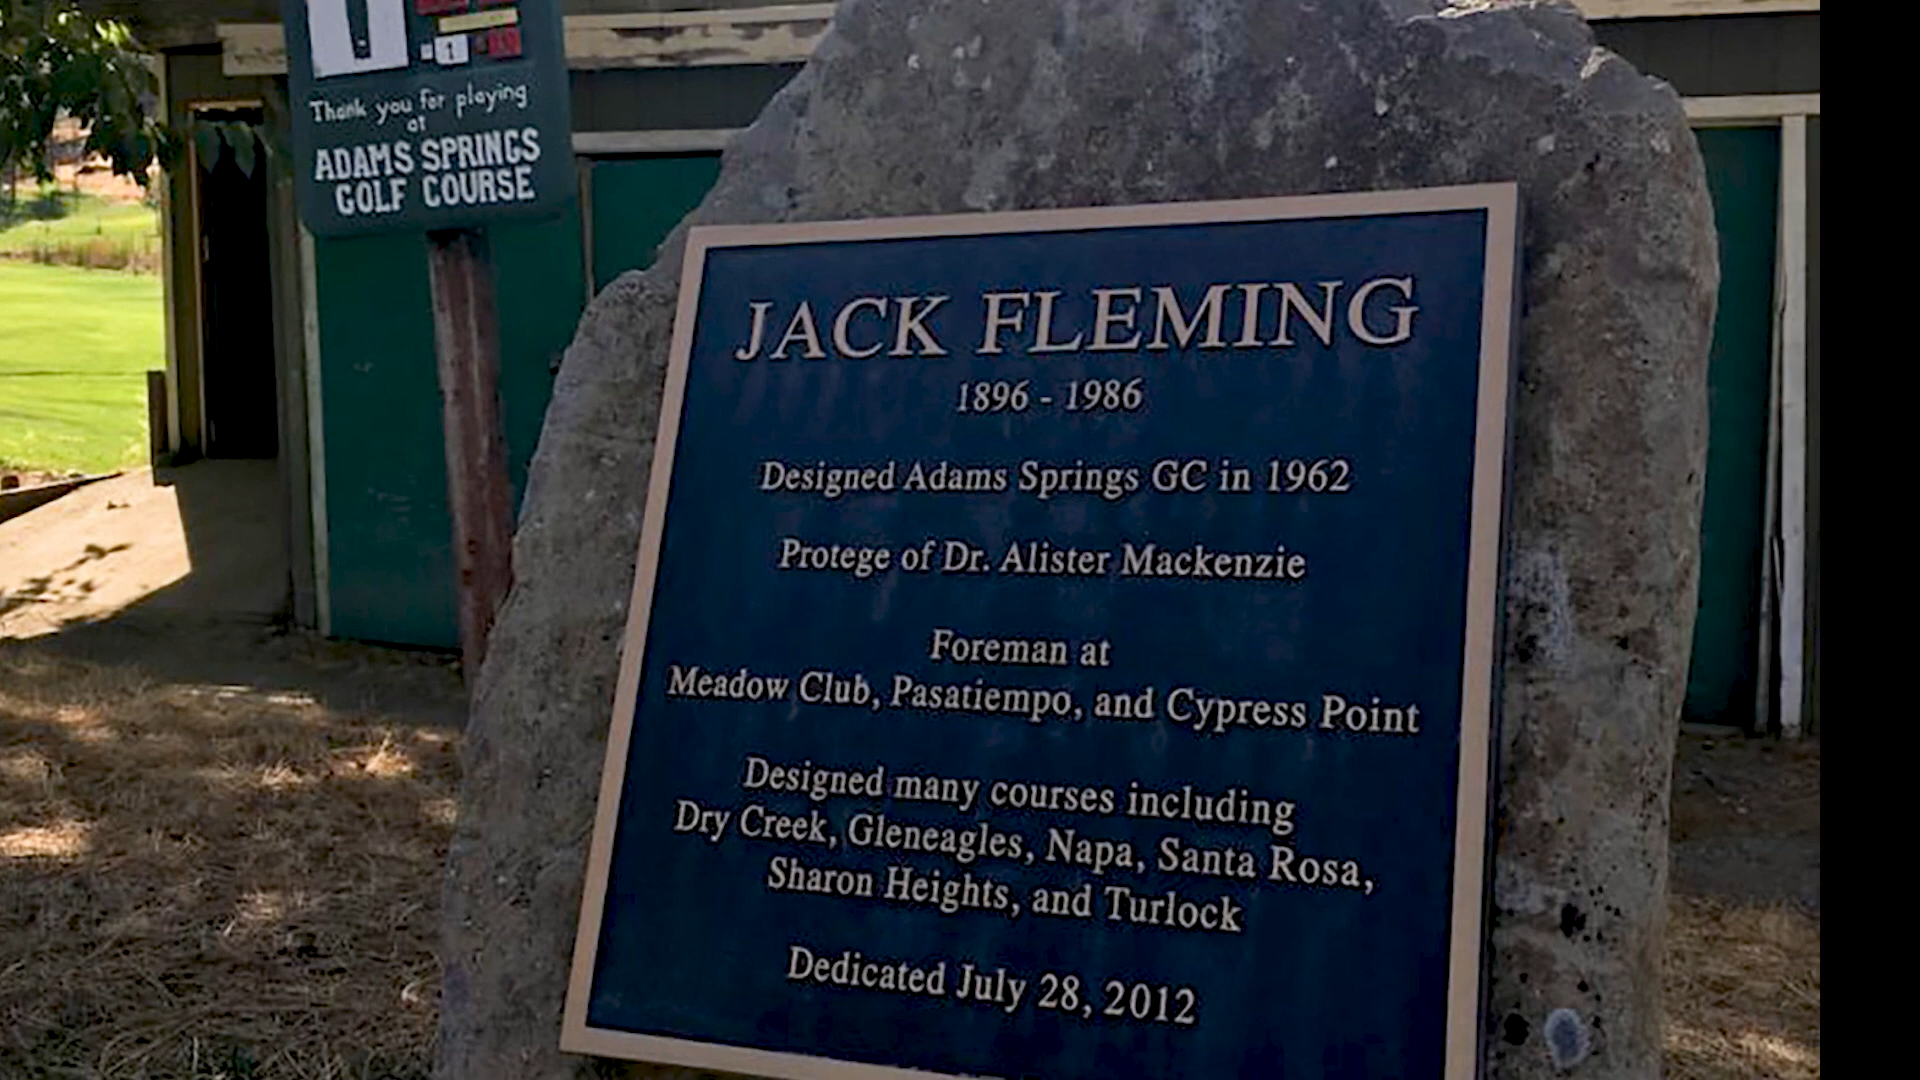 1
Thank you for playing
at
ADAMS SPRINGS
GOLF COURSE
JACK FLEMING
1896 - 1986
Designed Adams Springs GC in 1962
Protege of Dr. Alister Mackenzie
Foreman at
Meadow Club, Pasatiempo, and Cypress Point
Designed many courses including
Dry Creek, Gleneagles, Napa, Santa Rosa,
Sharon Heights, and Turlock
Dedicated July 28, 2012